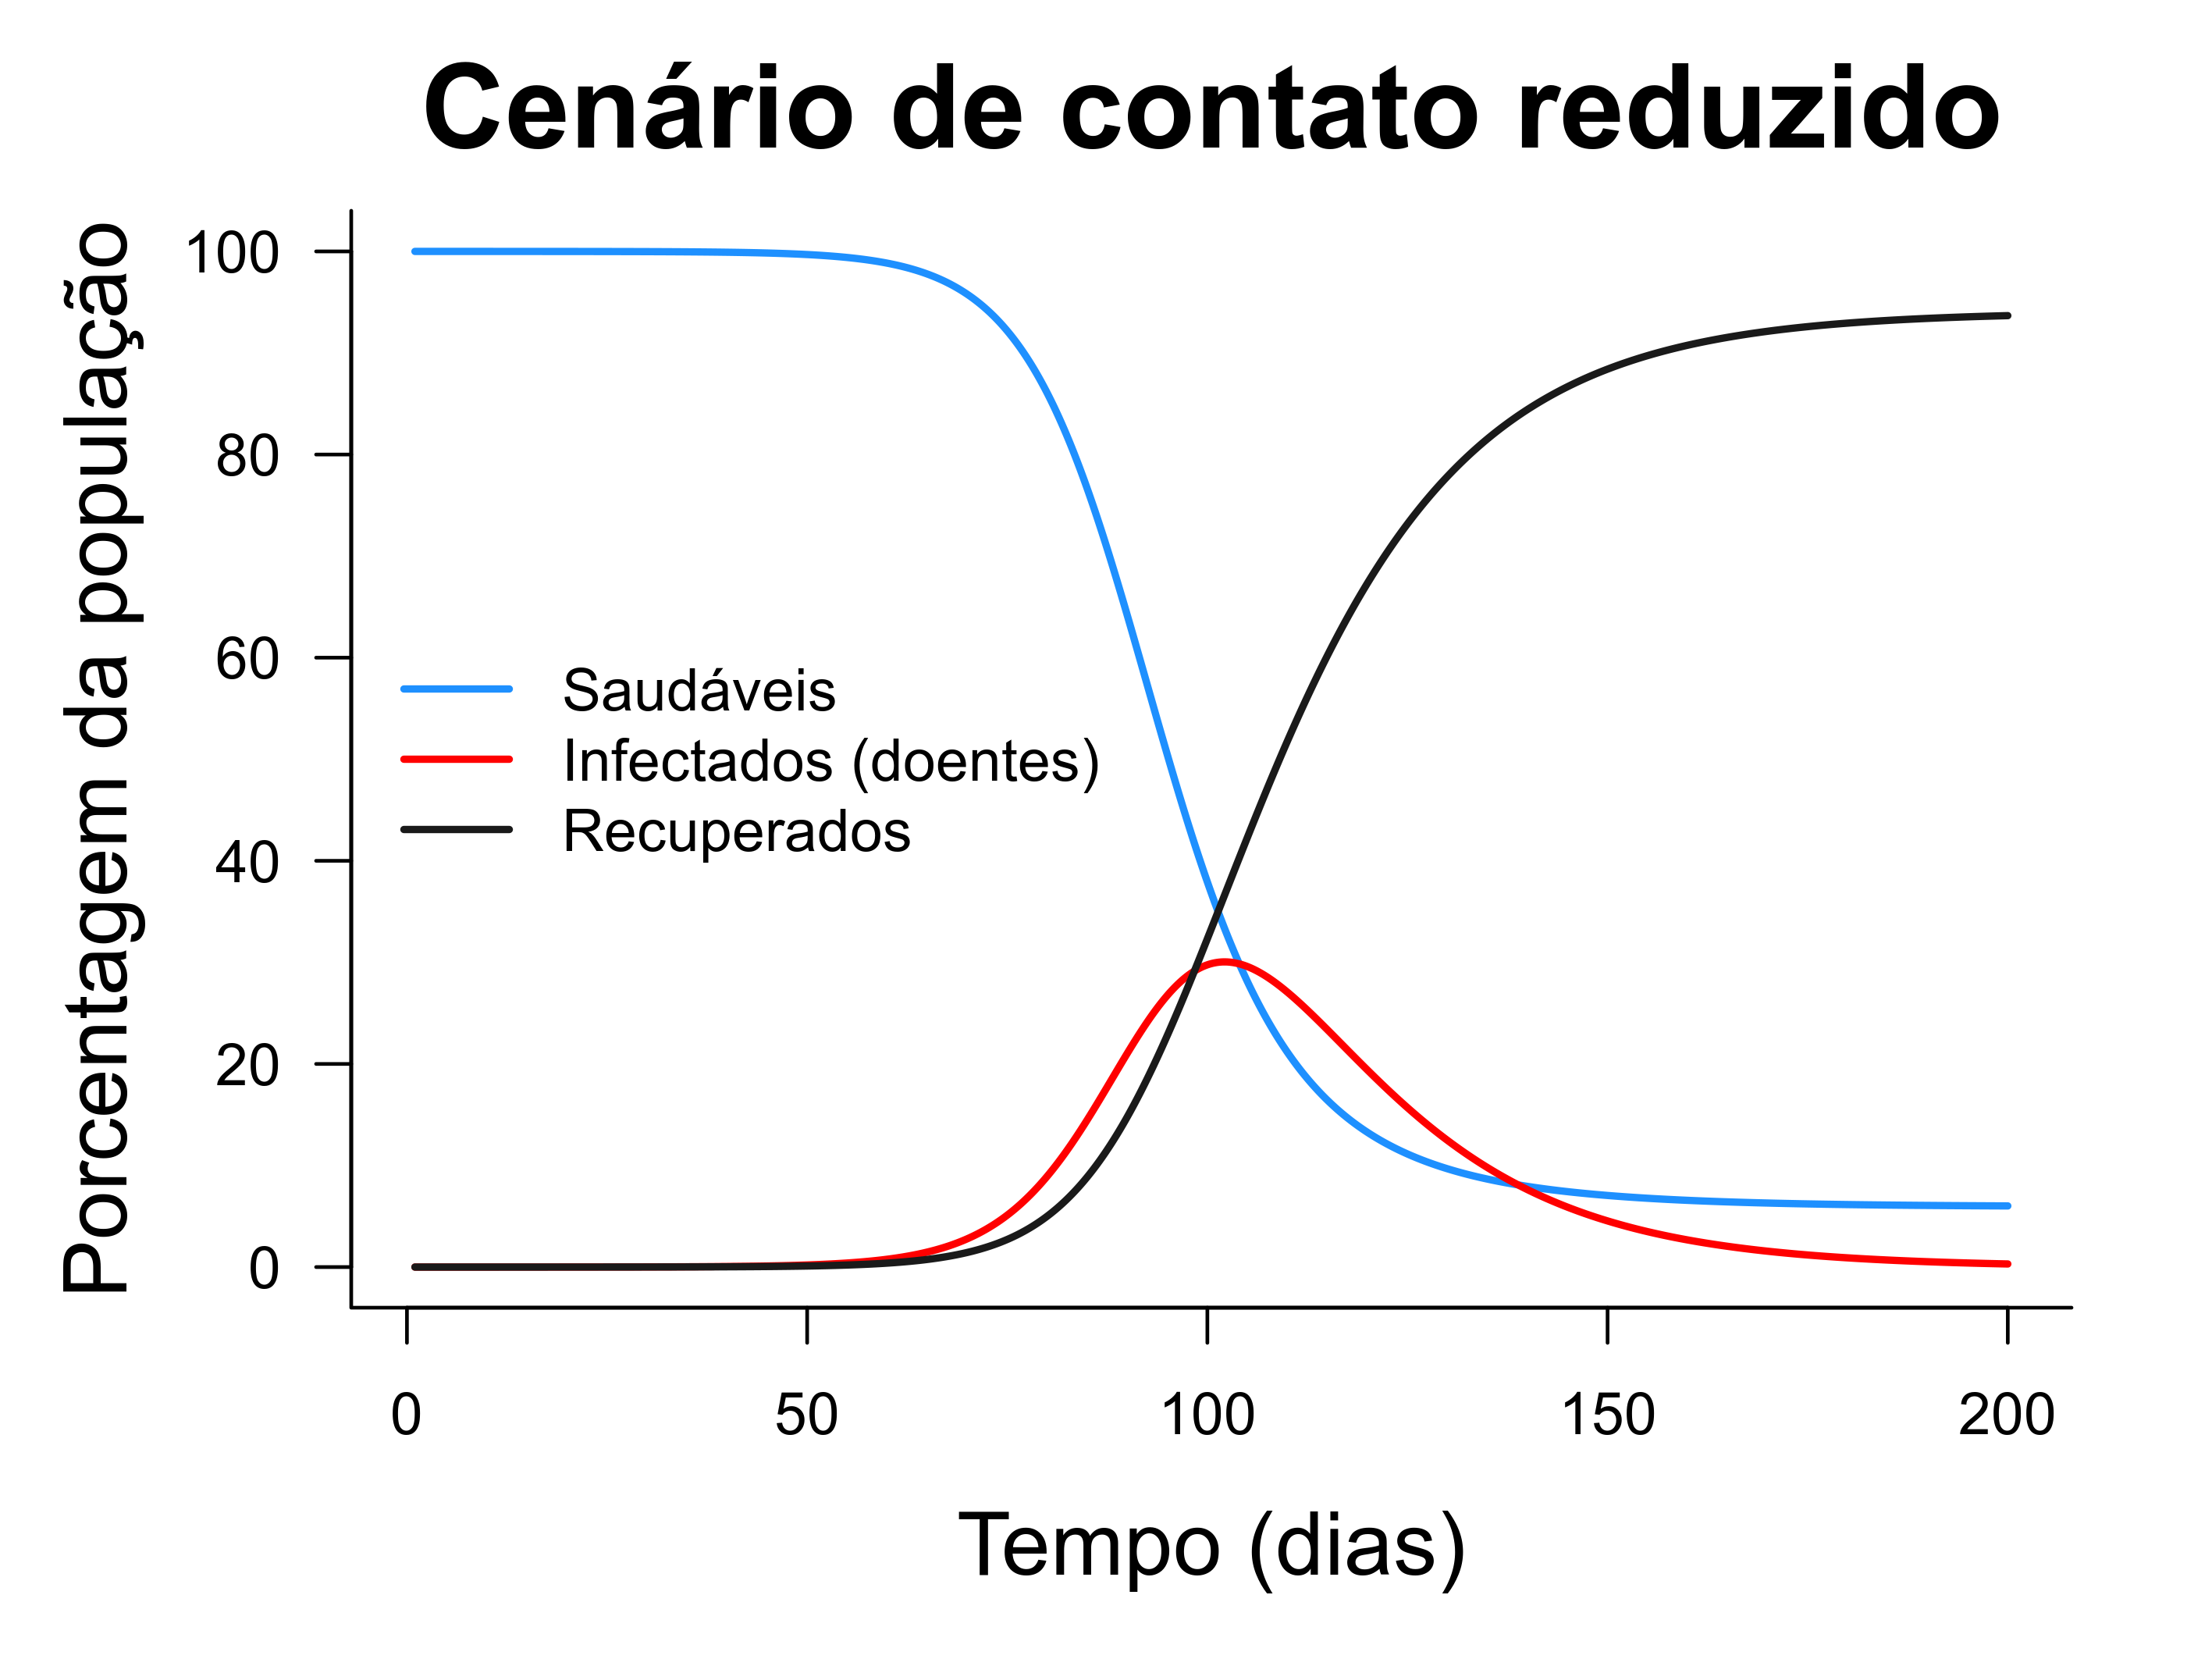 Cenário de contato reduzido
Porcentagem da população
100
80
60
40
20
0
Saudáveis
Infectados (doentes)
Recuperados
0 50 100 150 200
Tempo (dias)